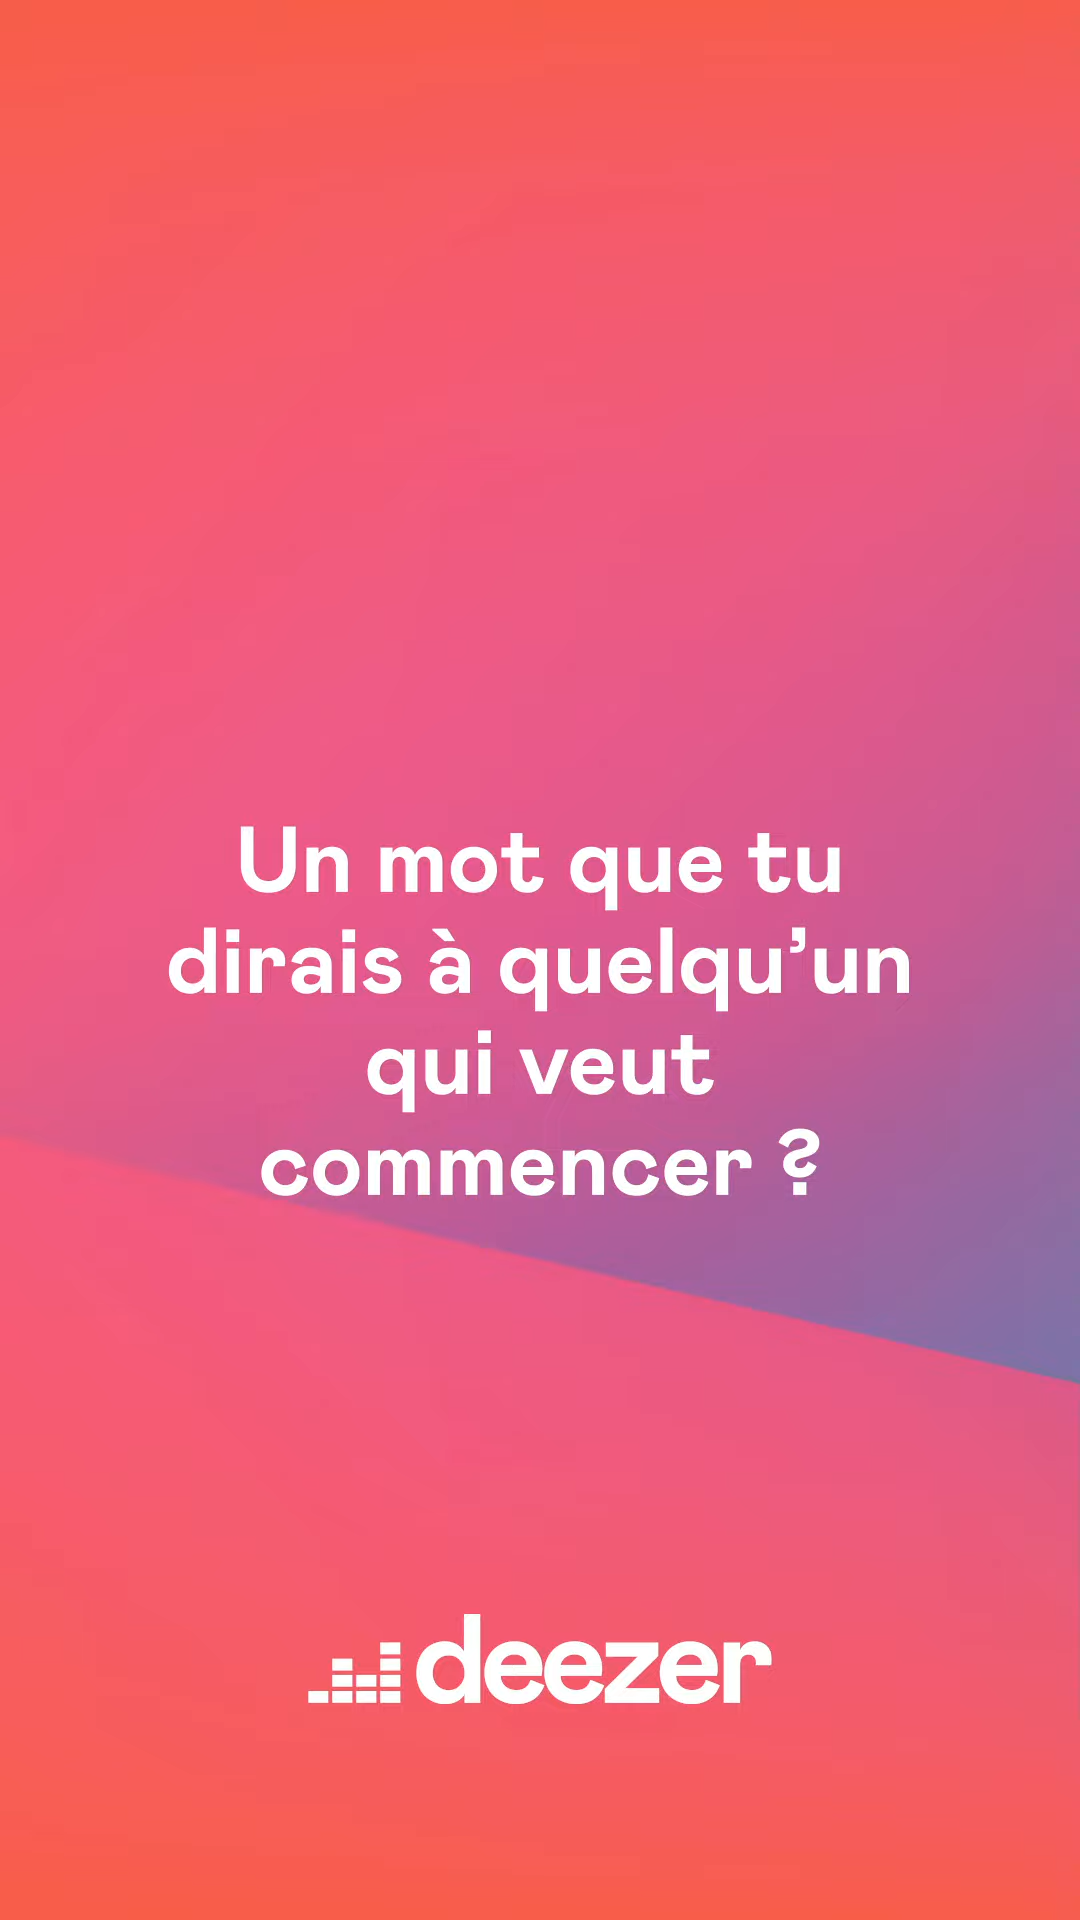 Un mot que tu
dirais à quelqu’un
qui veut
commencer ?
deezer